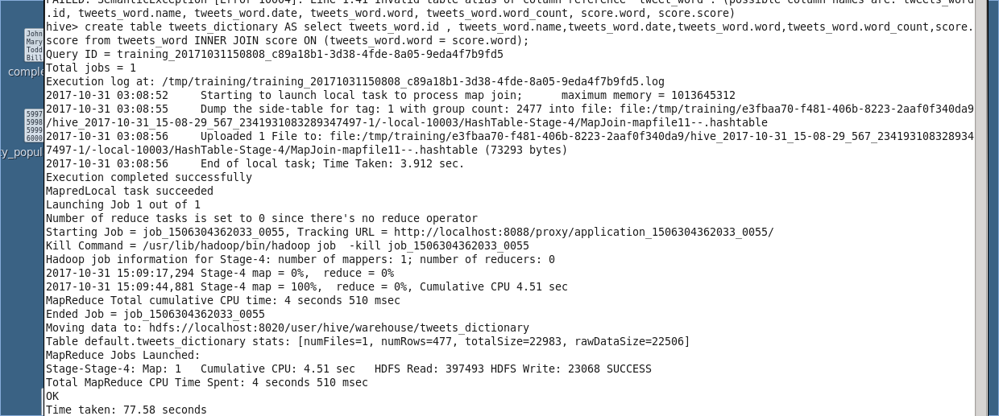 FAILED: SemanticException [Error 10004]: Line 1:41 Invalid table alias or column reference 'tweet_word': (possible column names are: tweets_word
.id, tweets_word.name, tweets_word.date, tweets_word.word, tweets_word.word_count, score.word, score.score)
hive> create table tweets_dictionary AS select tweets_word.id , tweets_word.name,tweets_word.date,tweets_word.word,tweets_word.word_count,score.
score from tweets_word INNER JOIN score ON (tweets_word.word = score.word);
Query ID = training_20171031150808_c89a18b1-3d38-4fde-8a05-9eda4f7b9fd5
Total jobs = 1
Execution log at: /tmp/training/training_20171031150808_c89a18b1-3d38-4fde-8a05-9eda4f7b9fd5.log
2017-10-31 03:08:52     Starting to launch local task to process map join;      maximum memory = 1013645312
2017-10-31 03:08:55     Dump the side-table for tag: 1 with group count: 2477 into file: file:/tmp/training/e3fbaa70-f481-406b-8223-2aaf0f340da9
/hive_2017-10-31_15-08-29_567_2341931083289347497-1/-local-10003/HashTable-Stage-4/MapJoin-mapfile11--.hashtable
2017-10-31 03:08:56     Uploaded 1 File to: file:/tmp/training/e3fbaa70-f481-406b-8223-2aaf0f340da9/hive_2017-10-31_15-08-29_567_234193108328934
7497-1/-local-10003/HashTable-Stage-4/MapJoin-mapfile11--.hashtable (73293 bytes)
2017-10-31 03:08:56     End of local task; Time Taken: 3.912 sec.
Execution completed successfully
MapredLocal task succeeded
Launching Job 1 out of 1
Number of reduce tasks is set to 0 since there's no reduce operator
Starting Job = job_1506304362033_0055, Tracking URL = http://localhost:8088/proxy/application_1506304362033_0055/
Kill Command = /usr/lib/hadoop/bin/hadoop job  -kill job_1506304362033_0055
Hadoop job information for Stage-4: number of mappers: 1; number of reducers: 0
2017-10-31 15:09:17,294 Stage-4 map = 0%,  reduce = 0%
2017-10-31 15:09:44,881 Stage-4 map = 100%,  reduce = 0%, Cumulative CPU 4.51 sec
MapReduce Total cumulative CPU time: 4 seconds 510 msec
Ended Job = job_1506304362033_0055
Moving data to: hdfs://localhost:8020/user/hive/warehouse/tweets_dictionary
Table default.tweets_dictionary stats: [numFiles=1, numRows=477, totalSize=22983, rawDataSize=22506]
MapReduce Jobs Launched:
Stage-Stage-4: Map: 1   Cumulative CPU: 4.51 sec   HDFS Read: 397493 HDFS Write: 23068 SUCCESS
Total MapReduce CPU Time Spent: 4 seconds 510 msec
OK
Time taken: 77.58 seconds
John
Mary
Todd
Bill
comple
5997
5998
5999
6000
ty_popul